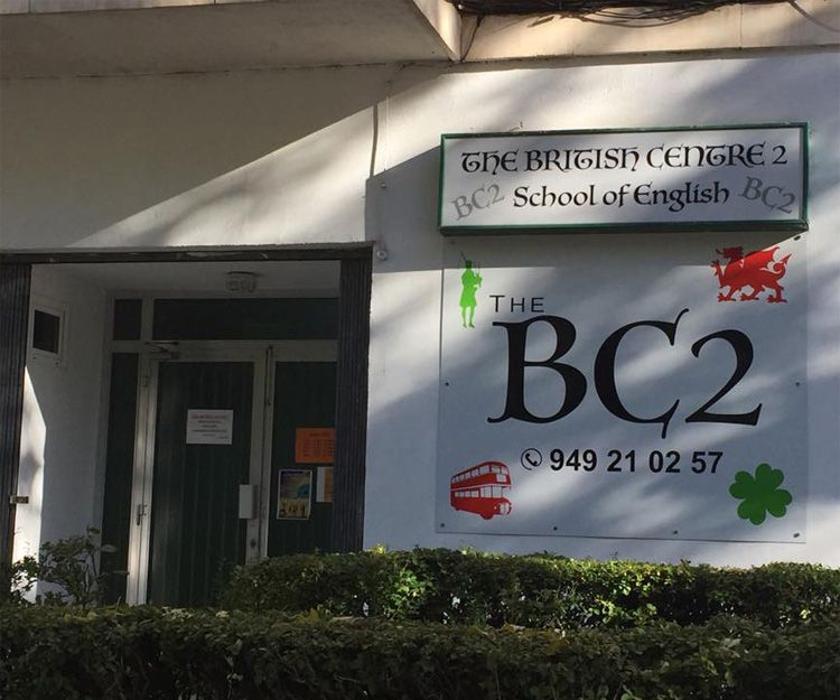 THE BRITISH CENTRE 2
BC2 School of English BC2
THE
BC2
949 21 02 57